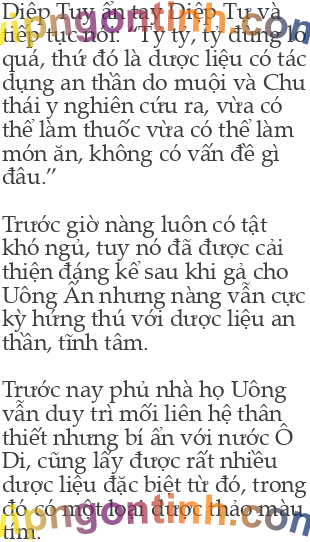 Diệp Tuy ấn tay Diệp Tự và
tiếp tục nói: “Tỷ tỷ, tỷ đừng lo
quá, thứ đó là dược liệu có tác
dụng an thần do muội và Chu
thái y nghiên cứu ra, vừa có
thể làm thuốc vừa có thể làm
món ăn, không có vấn đề gì
đâu.”
Trước giờ nàng luôn có tật
khó ngủ, tuy nó đã được cải
thiện đáng kể sau khi gả cho
Uông Ấn nhưng nàng vẫn cực
kỳ hứng thú với dược liệu an
thần, tĩnh tâm.
Trước nay phủ nhà họ Uông
vẫn duy trì mối liên hệ thân
thiết nhưng bí ẩn với nước Ô
Di, cũng lấy được rất nhiều
dược liệu đặc biệt từ đó, trong
đó có một loại dược thảo màu
tím.
vipngontinh.com
vipngontinh.com